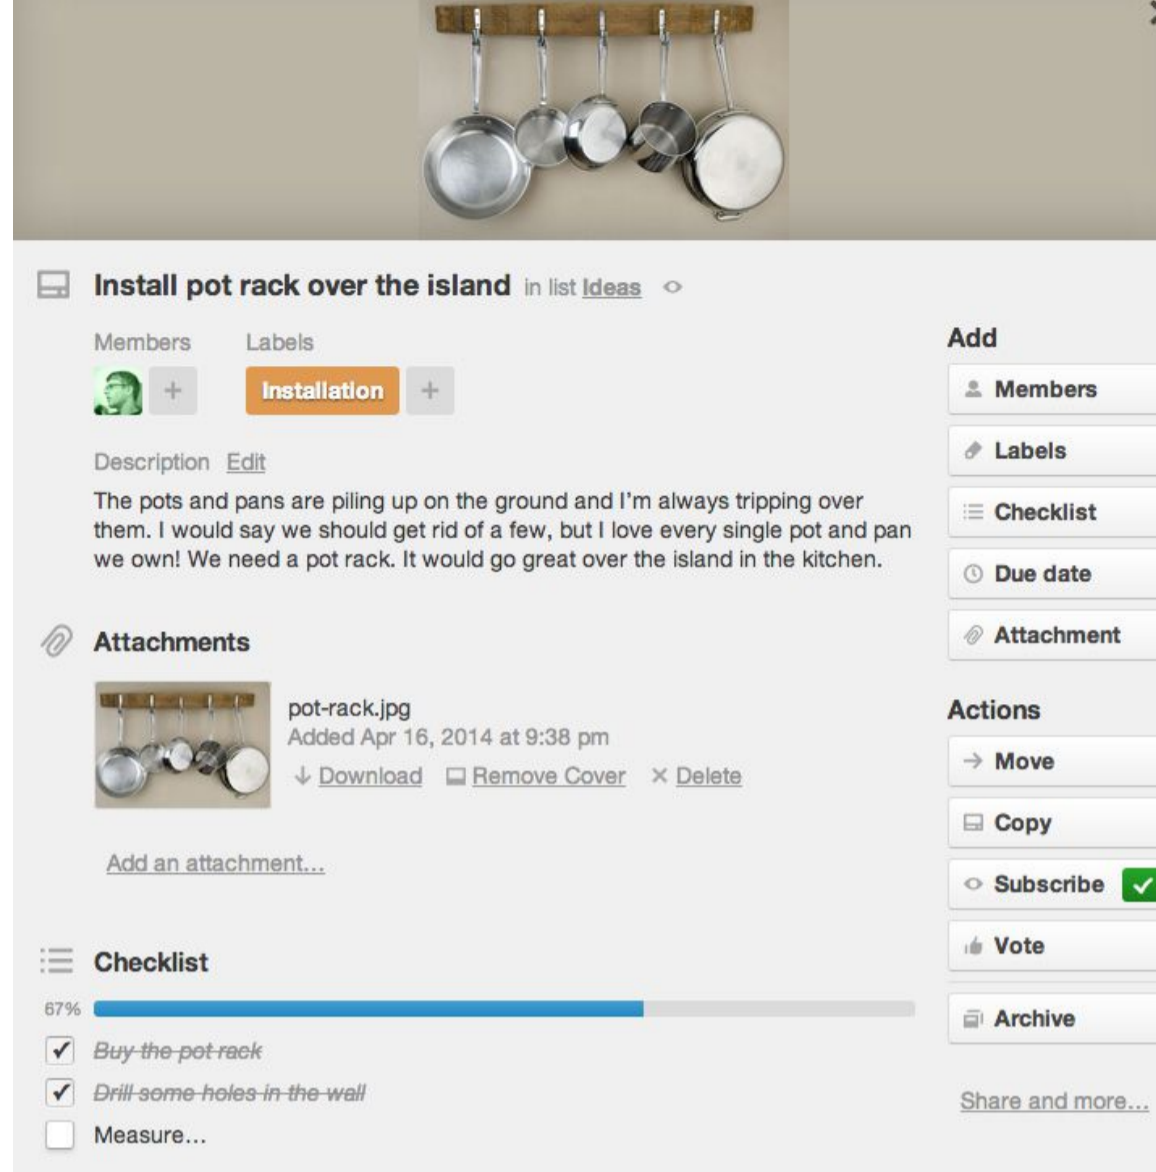 Install pot rack over the island in list Ideas
Members Labels
+ Installation +
Description Edit
The pots and pans are piling up on the ground and I'm always tripping over
them. I would say we should get rid of a few, but I love every single pot and pan
we own! We need a pot rack. It would go great over the island in the kitchen.
Attachments
pot-rack.jpg
Added Apr 16, 2014 at 9:38 pm
Download Remove Cover Delete
Add an attachment...
Checklist
67%
Buy the pot rack
Drill some holes in the wall
Measure...
Add
Members
Labels
Checklist
Due date
Attachment
Actions
Move
Copy
Subscribe
Vote
Archive
Share and more...